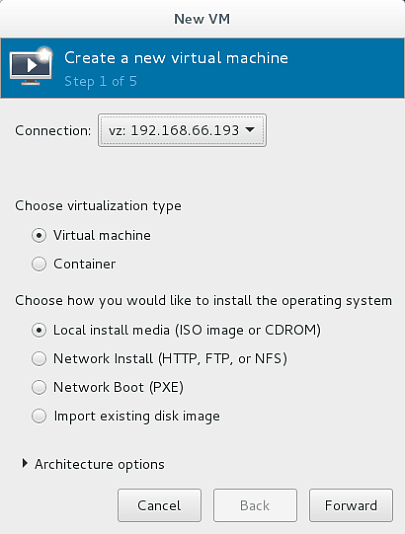 New VM
Create a new virtual machine
Step 1 of 5
Connection: vz: 192.168.66.193
Choose virtualization type
Virtual machine
Container
Choose how you would like to install the operating system
Local install media (ISO image or CDROM)
Network Install (HTTP, FTP, or NFS)
Network Boot (PXE)
Import existing disk image
Architecture options
Cancel Back Forward